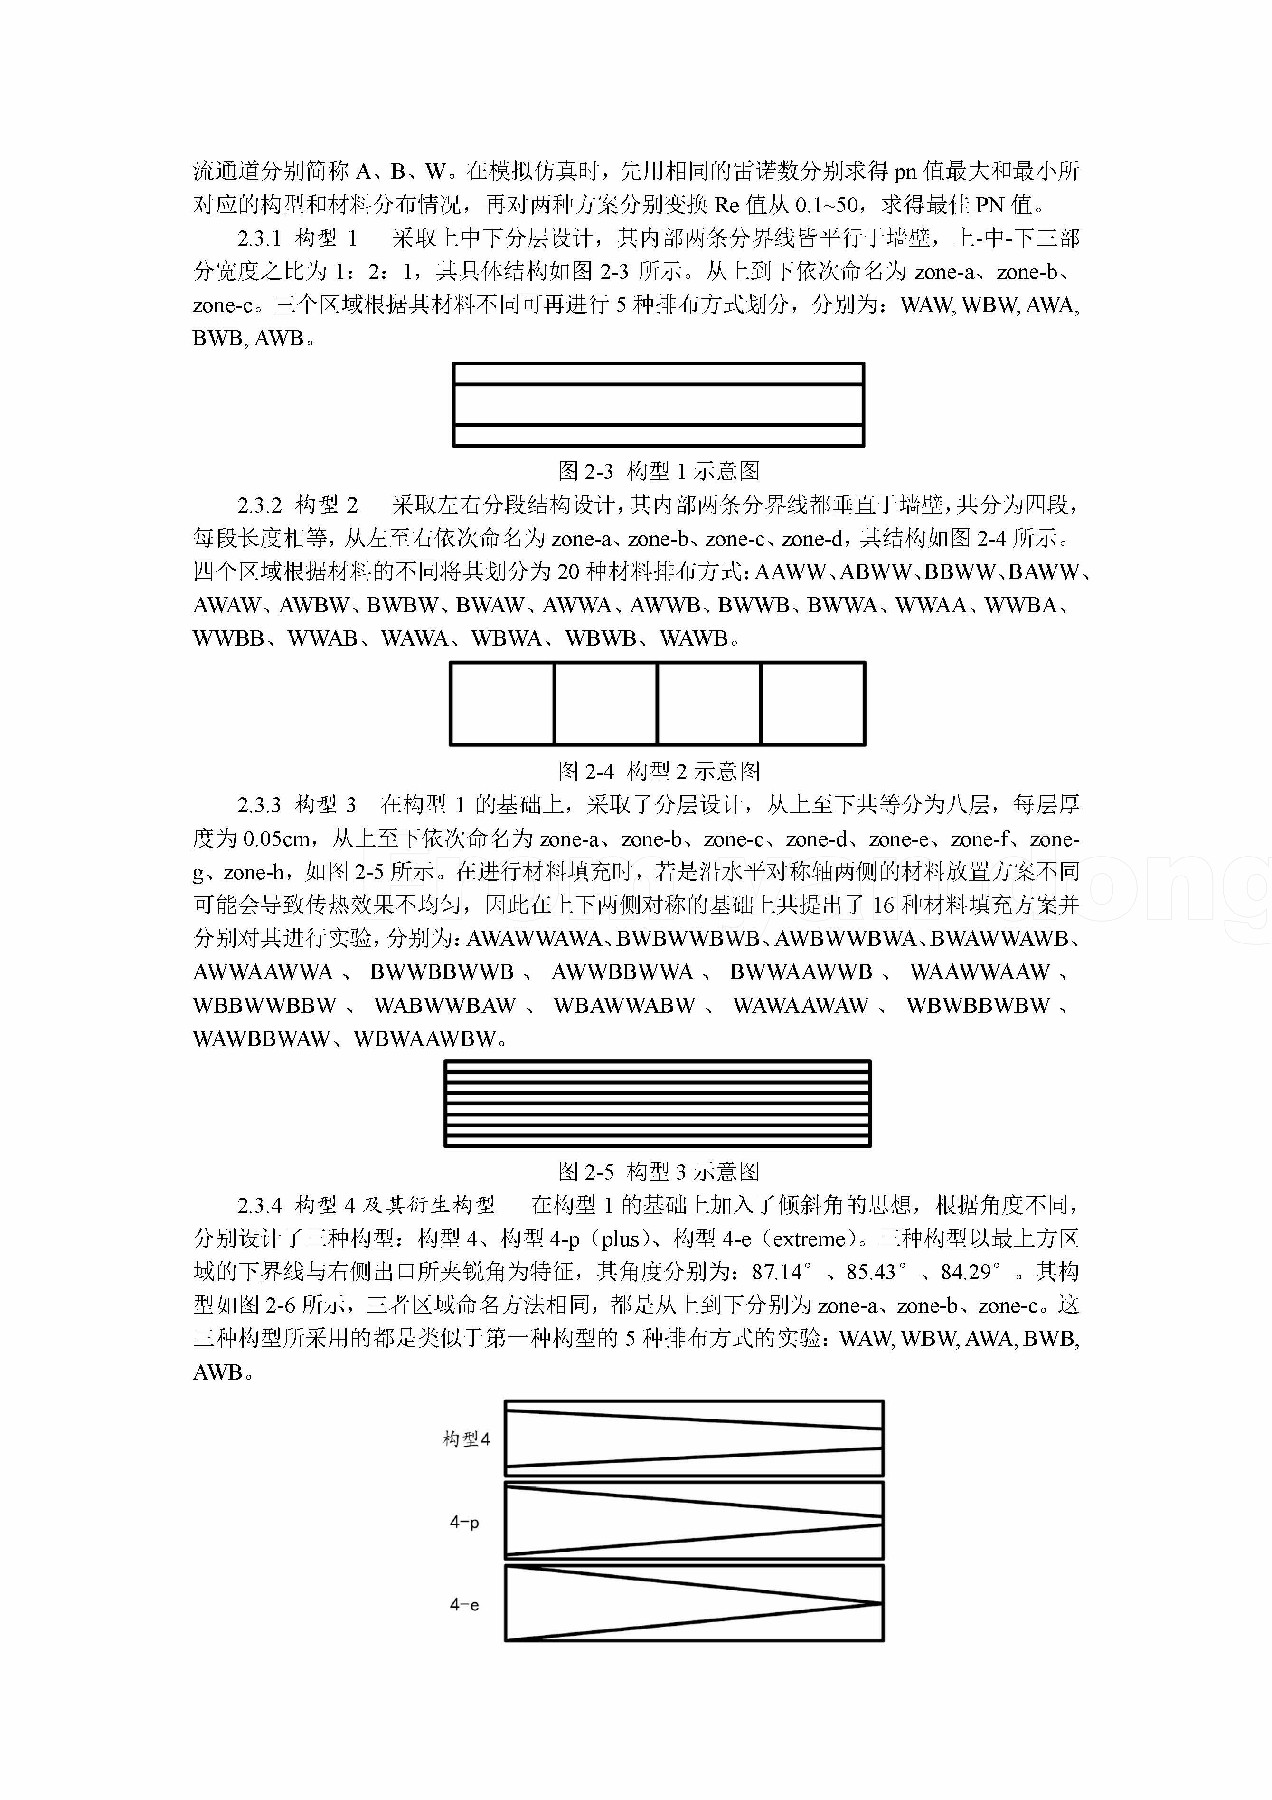 流通道分别简称 A、B、W。在模拟仿真时，先用相同的雷诺数分别求得 pn 值最大和最小所
对应的构型和材料分布情况，再对两种方案分别变换 Re 值从 0.1~50，求得最佳 PN 值。
2.3.1 构型 1 采取上中下分层设计，其内部两条分界线皆平行于墙壁，上-中-下三部
分宽度之比为 1：2：1，其具体结构如图 2-3 所示。从上到下依次命名为 zone-a、zone-b、
zone-c。三个区域根据其材料不同可再进行 5 种排布方式划分，分别为：WAW, WBW, AWA,
BWB, AWB。
图 2-3 构型 1 示意图
2.3.2 构型 2 采取左右分段结构设计，其内部两条分界线都垂直于墙壁，共分为四段，
每段长度相等，从左至右依次命名为 zone-a、zone-b、zone-c、zone-d，其结构如图 2-4 所示。
四个区域根据材料的不同将其划分为 20 种材料排布方式：AAWW、ABWW、BBWW、BAWW、
AWAW、AWBW、BWBW、BWAW、AWWA、AWWB、BWWB、BWWA、WWAA、WWBA、
WWBB、WWAB、WAWA、WBWA、WBWB、WAWB。
图 2-4 构型 2 示意图
2.3.3 构型 3 在构型 1 的基础上，采取了分层设计，从上至下共等分为八层，每层厚
度为 0.05cm，从上至下依次命名为 zone-a、zone-b、zone-c、zone-d、zone-e、zone-f、zone-
g、zone-h，如图 2-5 所示。在进行材料填充时，若是沿水平对称轴两侧的材料放置方案不同
可能会导致传热效果不均匀，因此在上下两侧对称的基础上共提出了 16 种材料填充方案并
分别对其进行实验，分别为：AWAWWAWA、BWBWWBWB、AWBWWBWA、BWAWWAWB、
AWWAAWWA 、 BWWBBWWB 、 AWWBBWWA 、 BWWAAWWB 、 WAAWWAAW 、
WBBWWBBW 、 WABWWBAW 、 WBAWWABW 、 WAWAAWAW 、 WBWBBWBW 、
WAWBBWAW、WBWAAWBW。
图 2-5 构型 3 示意图
2.3.4 构型 4 及其衍生构型 在构型 1 的基础上加入了倾斜角的思想，根据角度不同，
分别设计了三种构型：构型 4、构型 4-p（plus）、构型 4-e（extreme）。三种构型以最上方区
域的下界线与右侧出口所夹锐角为特征，其角度分别为：87.14°、85.43°、84.29°。其构
型如图 2-6 所示，三者区域命名方法相同，都是从上到下分别为 zone-a、zone-b、zone-c。这
三种构型所采用的都是类似于第一种构型的 5 种排布方式的实验：WAW, WBW, AWA, BWB,
AWB。
构型4
4-p
4-e